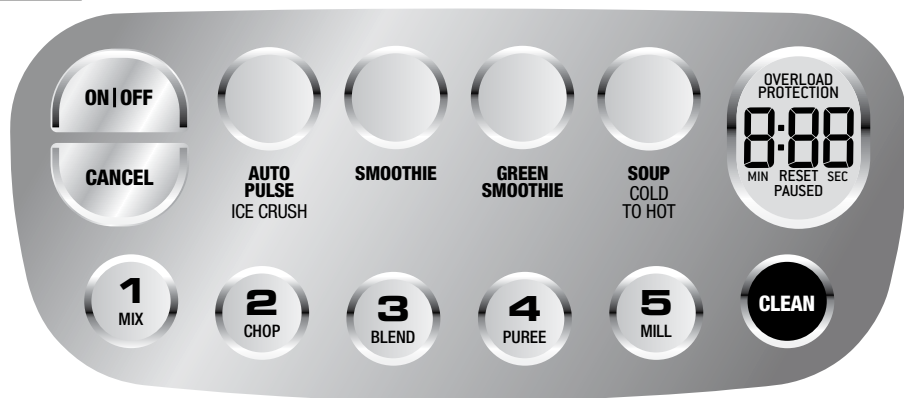 ON|OFF
CANCEL
AUTO
PULSE
ICE CRUSH
SMOOTHIE
GREEN
SMOOTHIE
SOUP
COLD
TO HOT
OVERLOAD
PROTECTION
8:88
MIN RESET SEC
PAUSED
1
MIX
2
CHOP
3
BLEND
4
PUREE
5
MILL
CLEAN